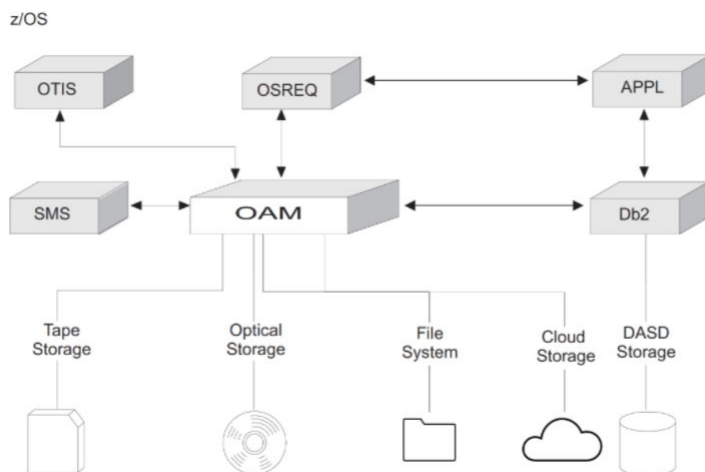 z/OS
OTIS
OSREQ
APPL
SMS
OAM
Db2
Tape
Storage
Optical
Storage
File
System
Cloud
Storage
DASD
Storage